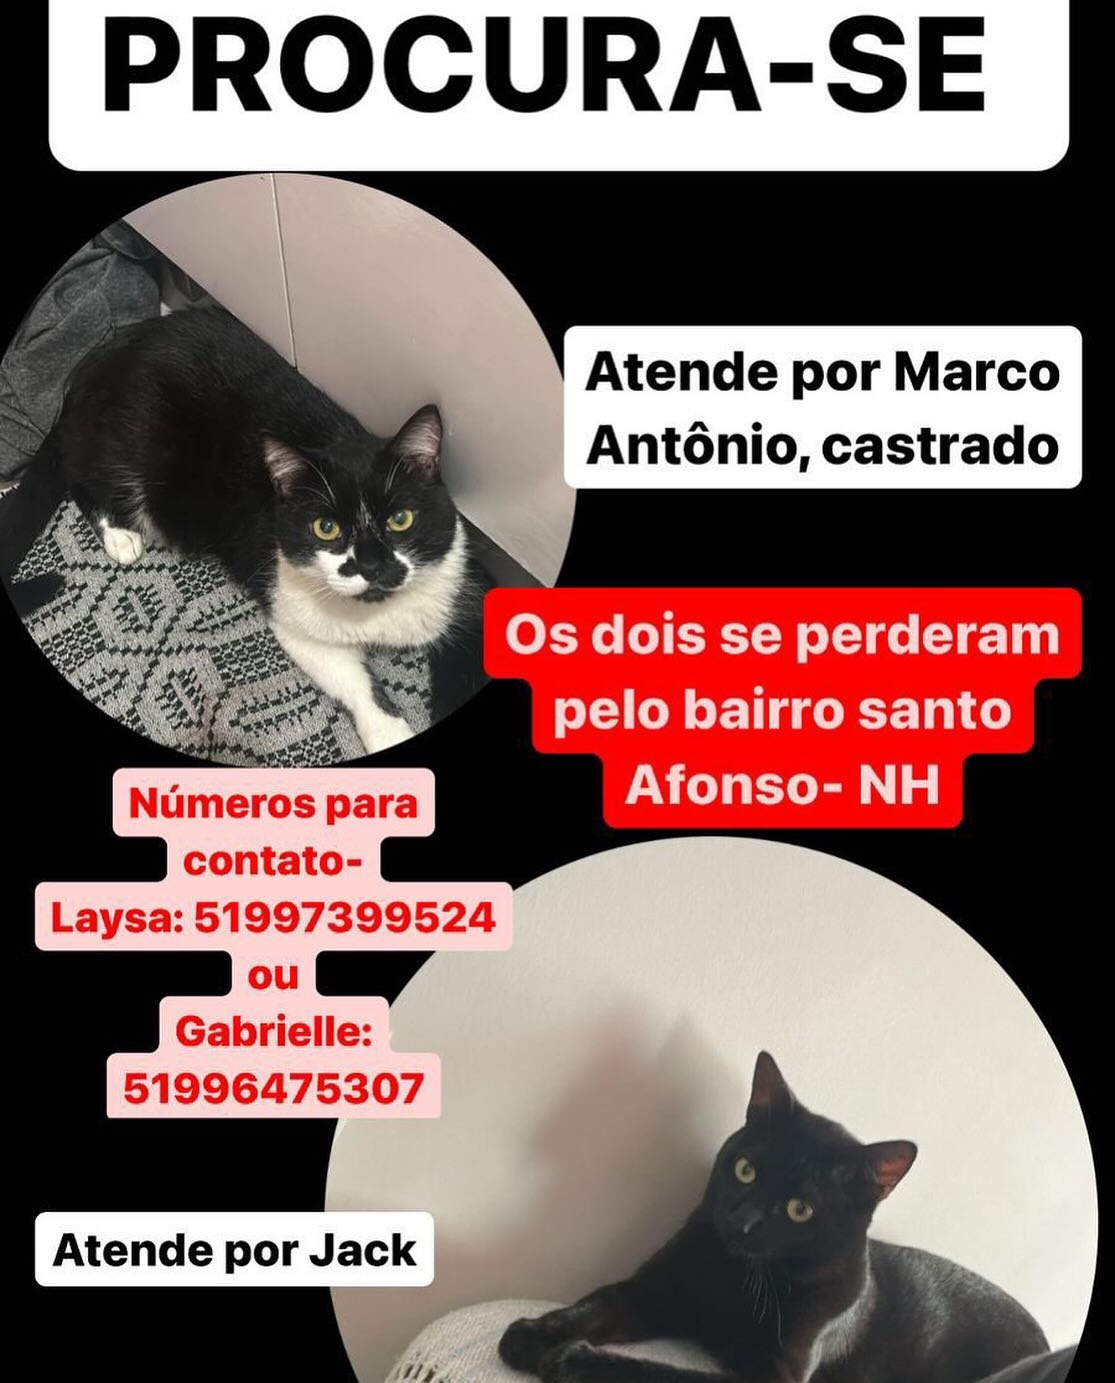 PROCURA-SE
Atende por Marco
Antônio, castrado
Os dois se perderam
pelo bairro santo
Afonso- NH
Números para
contato-
Laysa: 51997399524
ou
Gabrielle:
51996475307
Atende por Jack